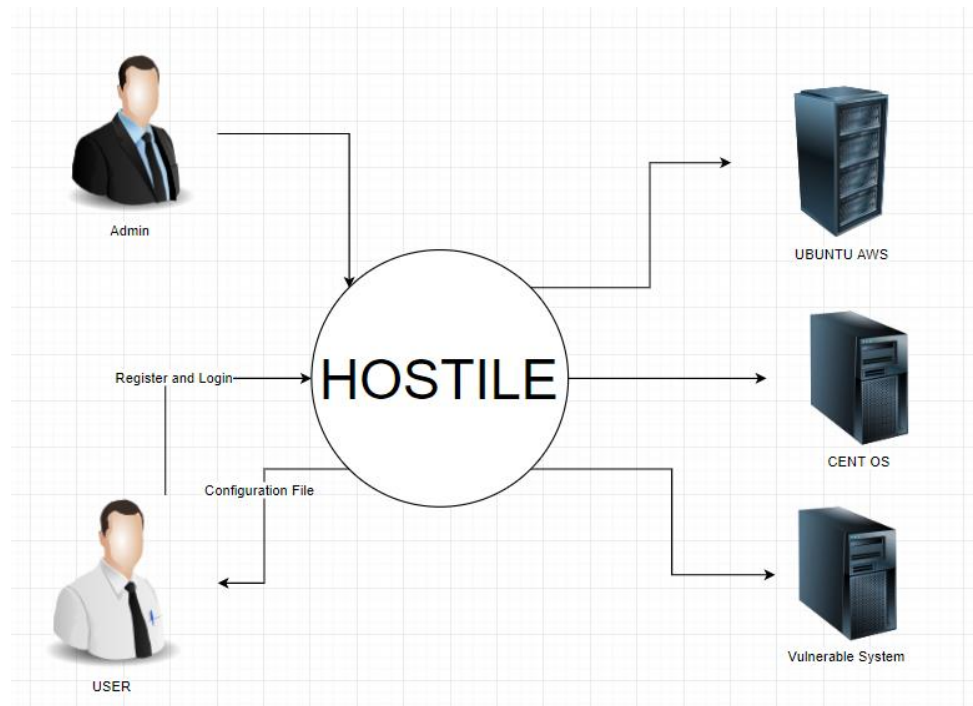 Admin
UBUNTU AWS
HOSTILE
Register and Login
CENT OS
Configuration File
Vulnerable System
USER